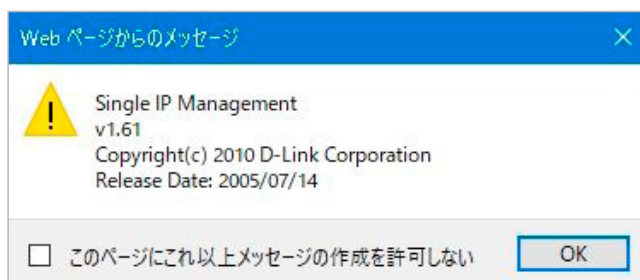 Web ページからのメッセージ
Single IP Management
v1.61
Copyright(c) 2010 D-Link Corporation
Release Date: 2005/07/14
このページにこれ以上メッセージの作成を許可しない
OK